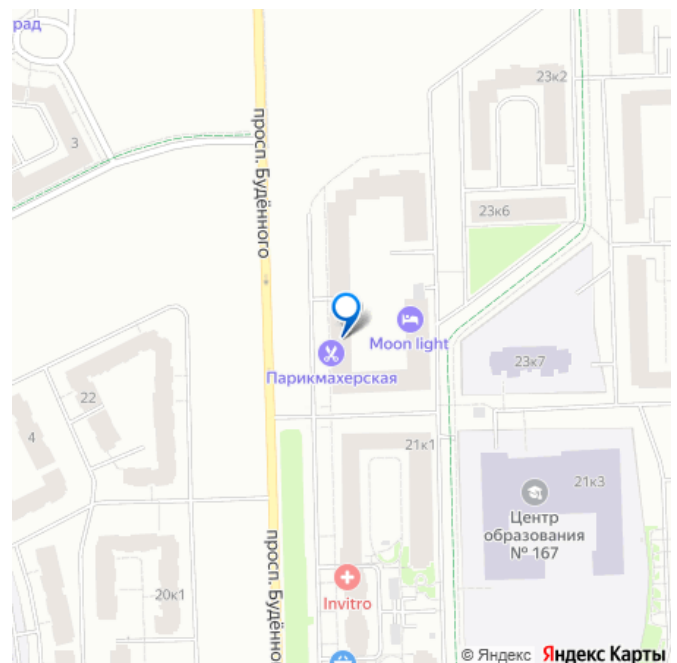 рад
3
просп. Будённого
23к2
23к6
Moon light
Парикмахерская
23к7
22
4
21к1
21к3
Центр
образования
№ 167
просп. Будённо
20к1
Invitro
© Яндекс Яндекс Карты